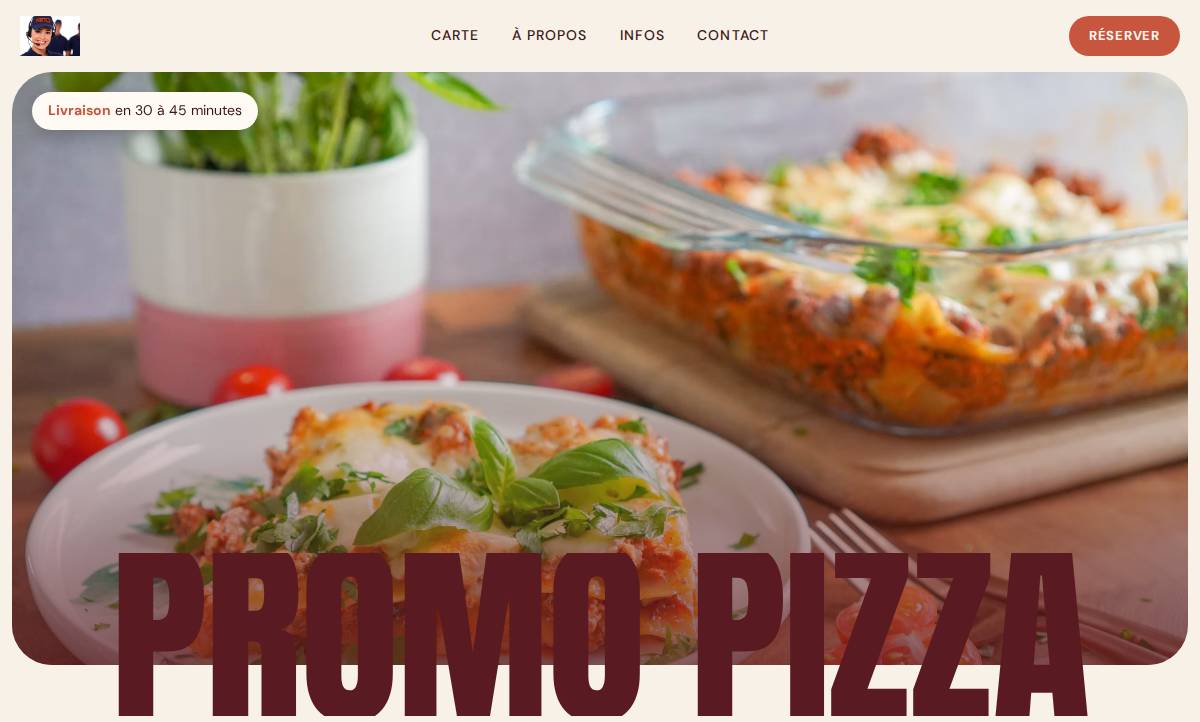 CARTE
À PROPOS
INFOS
CONTACT
RÉSERVER
Livraison en 30 à 45 minutes
PROMO PIZZA